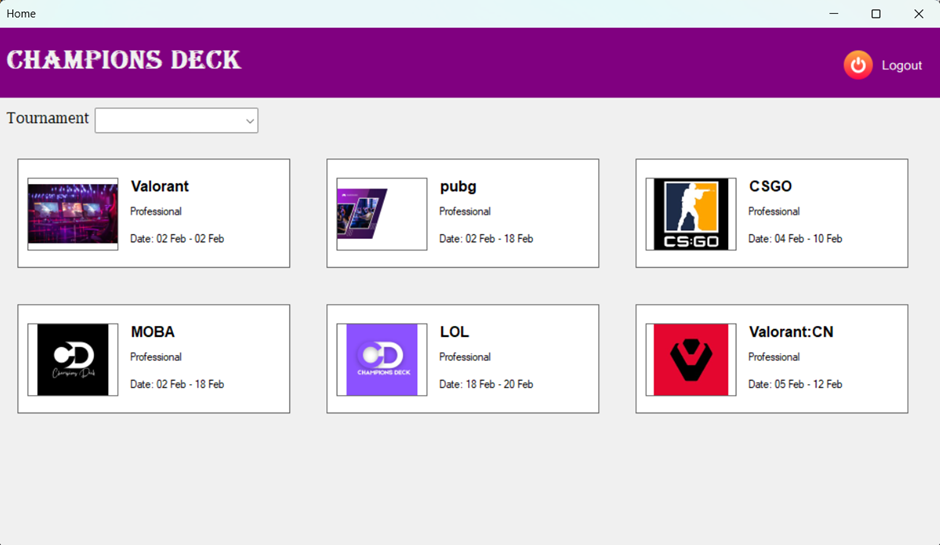 Home
CHAMPIONS DECK
Logout
Tournament
Valorant
Professional
Date: 02 Feb - 02 Feb
pubg
Professional
Date: 02 Feb - 18 Feb
CS:GO
CSGO
Professional
Date: 04 Feb - 10 Feb
CD
Champions Deck
MOBA
Professional
Date: 02 Feb - 18 Feb
CD
CHAMPIONS DECK
LOL
Professional
Date: 18 Feb - 20 Feb
Valorant:CN
Professional
Date: 05 Feb - 12 Feb